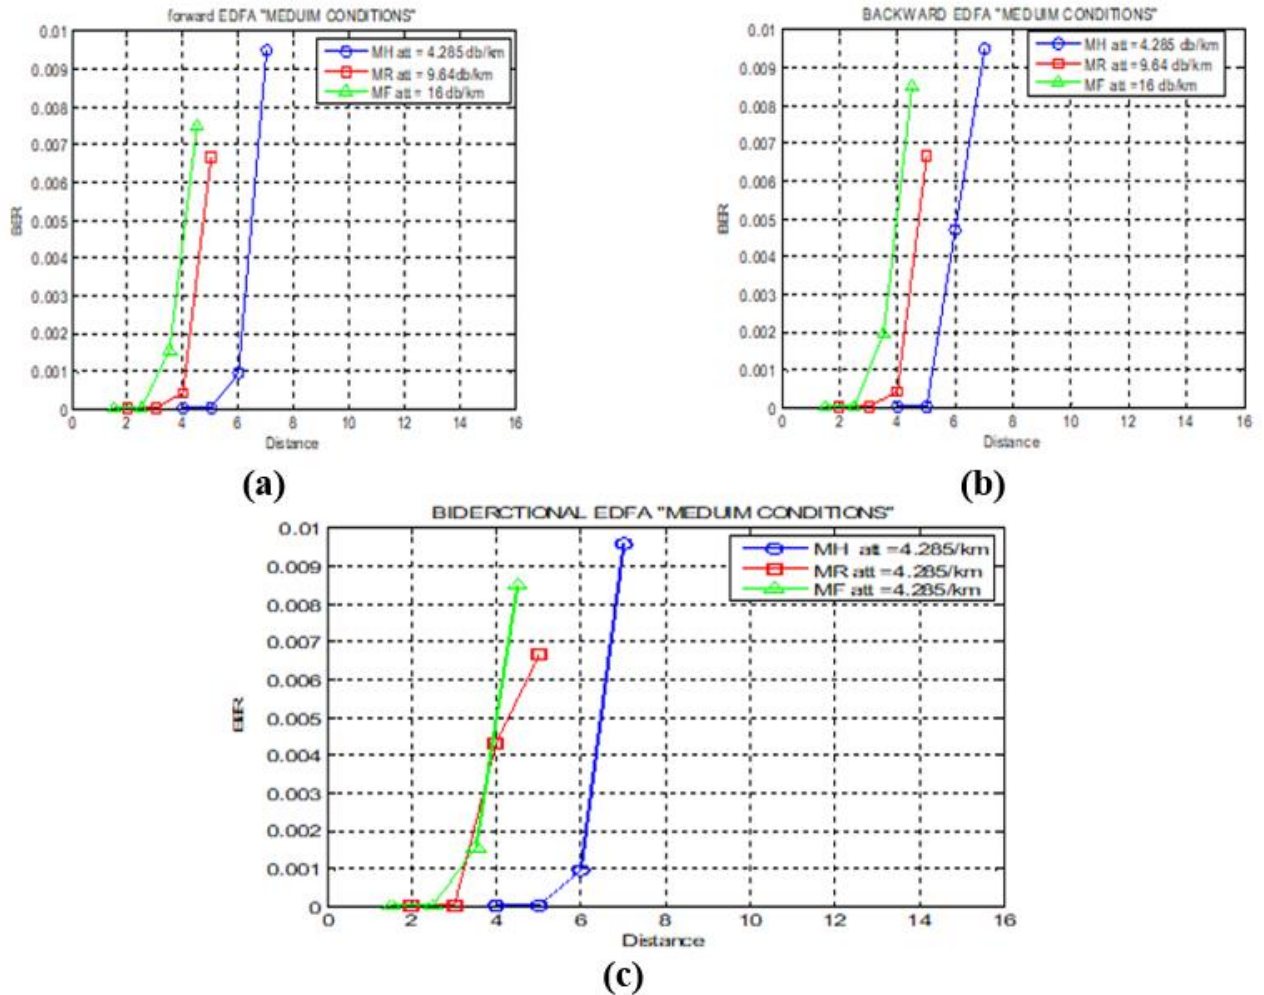 forward EDFA "MEDUIM CONDITIONS"
0.01
0.009
0.008
0.007
0.006
0.005
0.004
0.003
0.002
0.001
0
BER
MH att = 4.285 db/km
MR att = 9.64db/km
MF att = 16 db/km
0 2 4 6 8 10 12 14 16
Distance
(a)
BACKWARD EDFA "MEDUIM CONDITIONS"
0.01
0.009
0.008
0.007
0.006
0.005
0.004
0.003
0.002
0.001
0
BER
MH att =4.285 db/km
MR att =9.64 db/km
MF att =16 db/km
0 2 4 6 8 10 12 14 16
Distance
(b)
BIDERCTIONAL EDFA "MEDUIM CONDITIONS"
0.01
0.009
0.008
0.007
0.006
0.005
0.004
0.003
0.002
0.001
0
BER
MH att =4.285/km
MR att =4.285/km
MF att =4.285/km
0 2 4 6 8 10 12 14 16
Distance
(c)